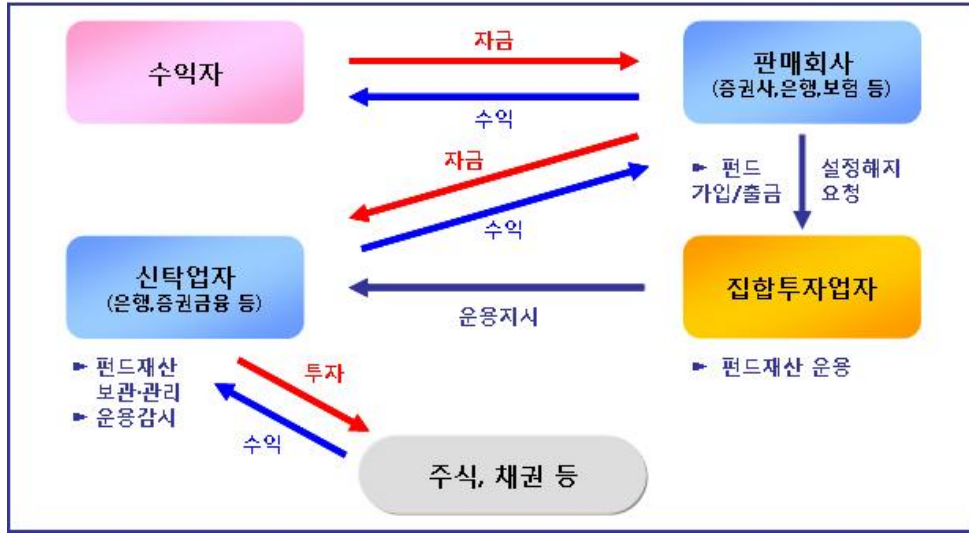 수익자
자금
수익
판매회사
(증권사,은행,보험 등)
자금
수익
► 펀드
가입/출금
설정해지
요청
신탁업자
(은행,증권금융 등)
운용지시
집합투자업자
► 펀드재산
보관·관리
► 운용감시
투자
수익
► 펀드재산 운용
주식, 채권 등